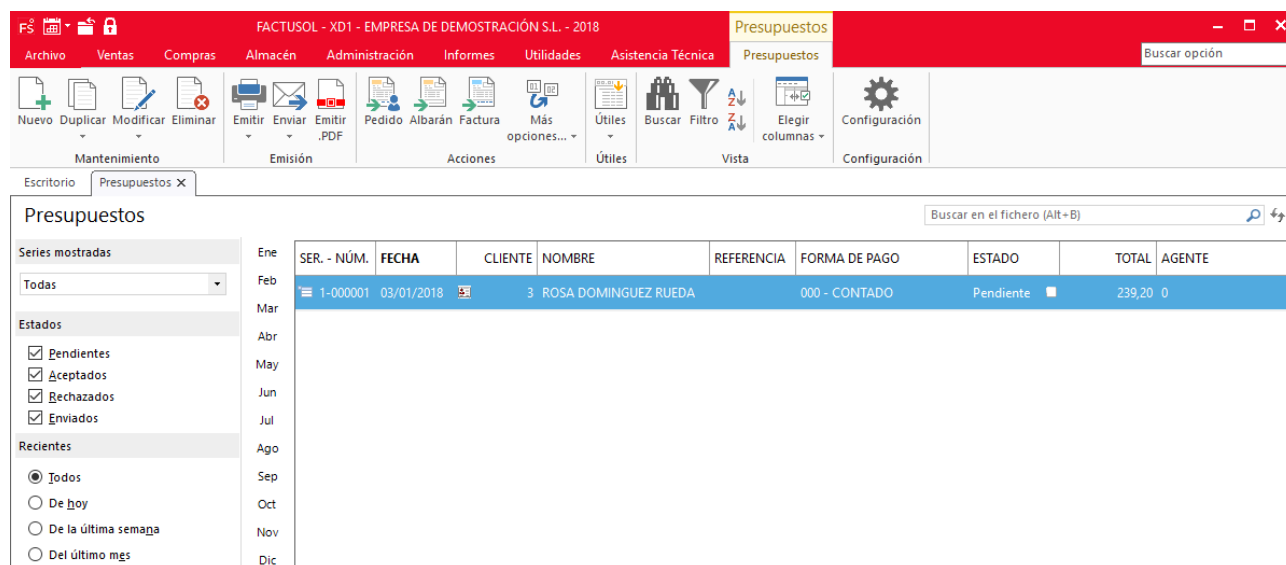 FS
FACTUSOL - XD1 - EMPRESA DE DEMOSTRACIÓN S.L. - 2018
Presupuestos
Archivo Ventas Compras Almacén Administración Informes Utilidades Asistencia Técnica Presupuestos
Buscar opción
Nuevo Duplicar Modificar Eliminar
Mantenimiento
Emitir Enviar Emitir .PDF
Emisión
Pedido Albarán Factura Más opciones...
Acciones
Útiles
Útiles
Buscar Filtro Elegir columnas
Vista
Configuración
Configuración
Escritorio Presupuestos
Presupuestos
Buscar en el fichero (Alt+B)
Series mostradas
Todas
Estados
Pendientes
Aceptados
Rechazados
Enviados
Recientes
Todos
De hoy
De la última semana
Del último mes
Ene
Feb
Mar
Abr
May
Jun
Jul
Ago
Sep
Oct
Nov
Dic
SER. - NÚM. FECHA CLIENTE NOMBRE REFERENCIA FORMA DE PAGO ESTADO TOTAL AGENTE
1-000001 03/01/2018 3 ROSA DOMINGUEZ RUEDA 000 - CONTADO Pendiente 239,20 0